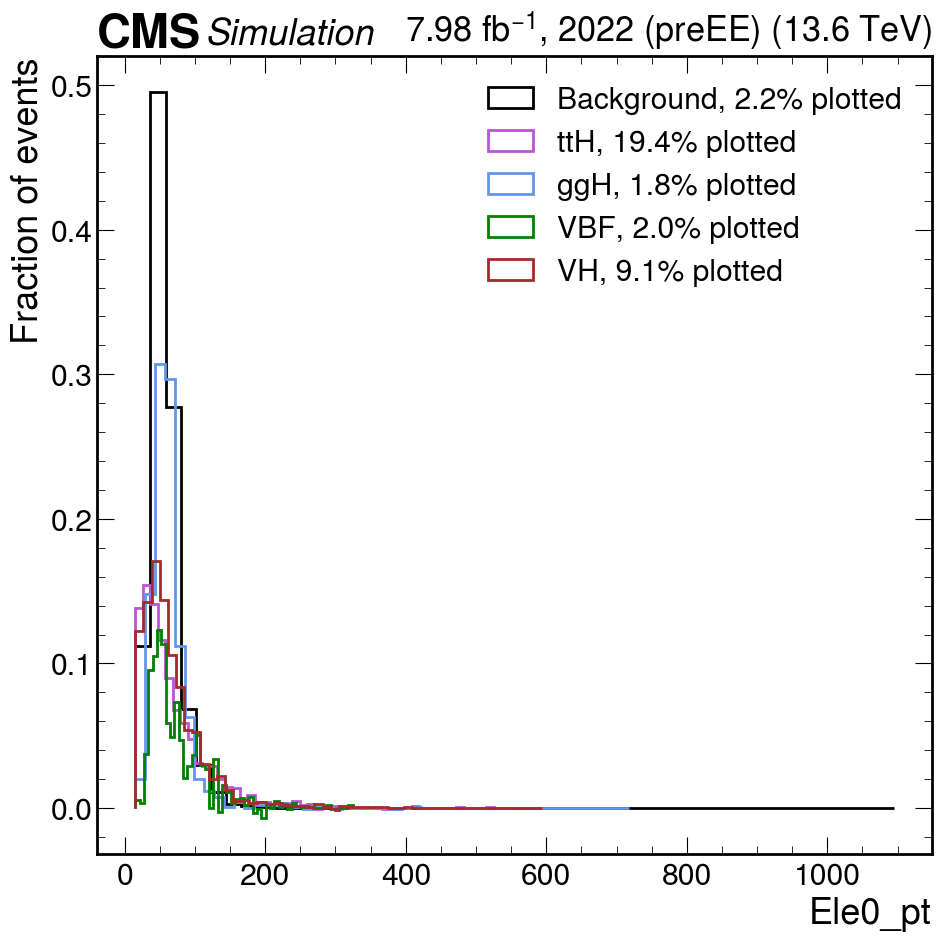 CMS Simulation 7.98 fb⁻¹, 2022 (preEE) (13.6 TeV)
Fraction of events
0.5
0.4
0.3
0.2
0.1
0.0
Background, 2.2% plotted
ttH, 19.4% plotted
ggH, 1.8% plotted
VBF, 2.0% plotted
VH, 9.1% plotted
0 200 400 600 800 1000
Ele0_pt